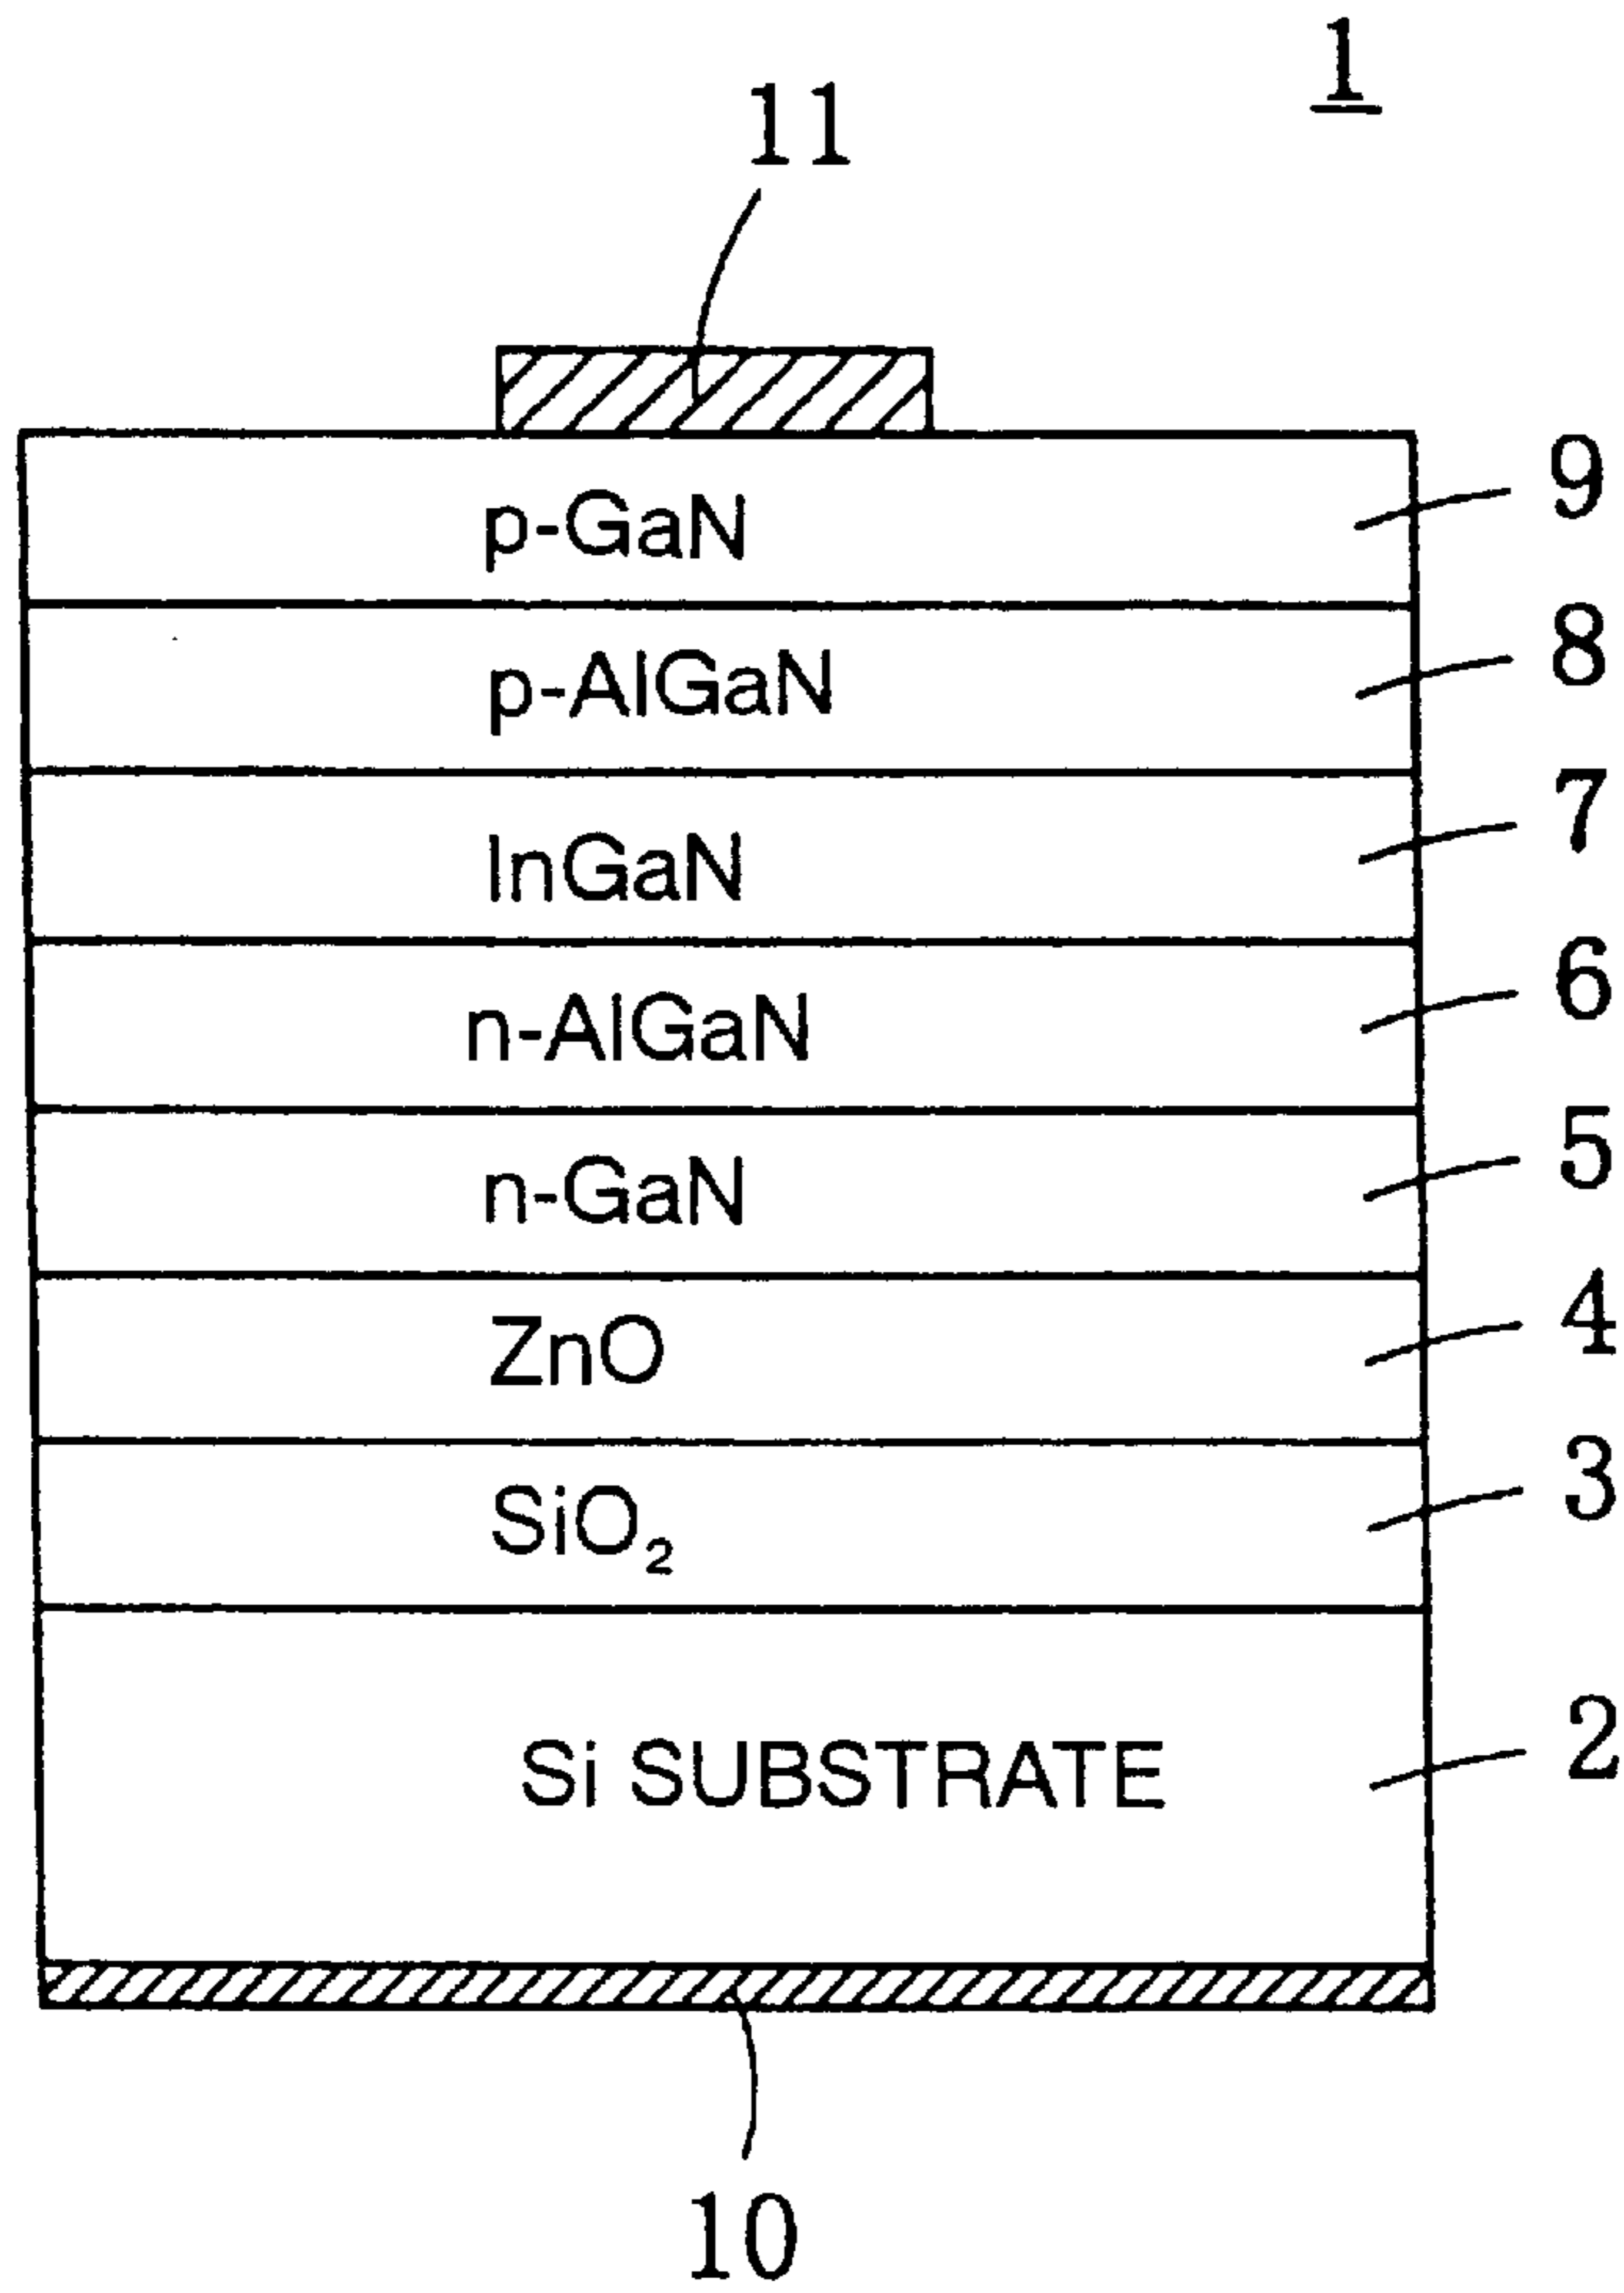 1
11
p-GaN 9
p-AlGaN 8
InGaN 7
n-AlGaN 6
n-GaN 5
ZnO 4
SiO₂ 3
Si SUBSTRATE 2
10